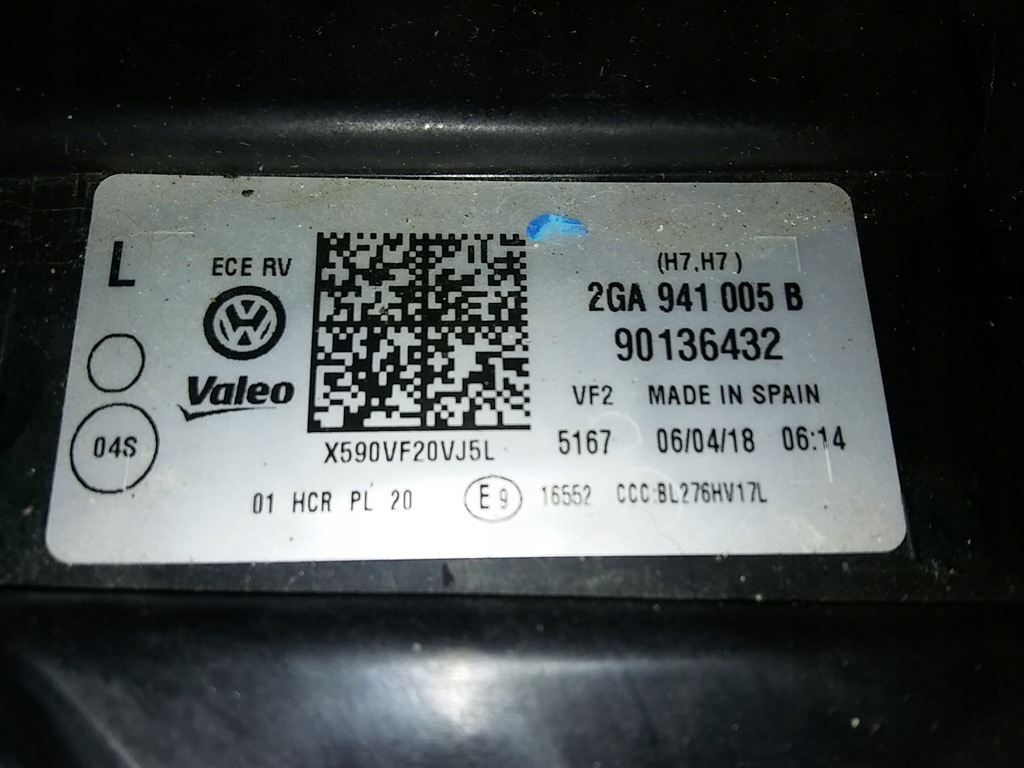 L
ECE RV
(H7,H7)
2GA 941 005 B
90136432
Valeo
VF2 MADE IN SPAIN
04S
X590VF20VJ5L
5167 06/04/18 06:14
01 HCR PL 20 E9 16552 CCC:BL276HV17L